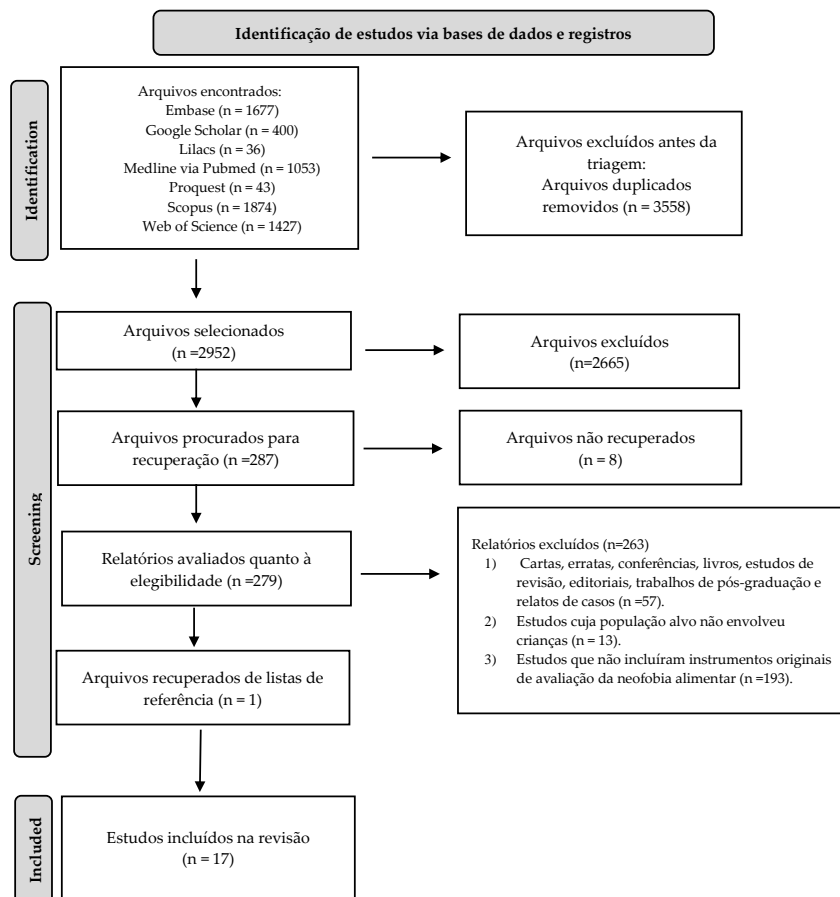 Identificação de estudos via bases de dados e registros
Identification
Arquivos encontrados:
Embase (n = 1677)
Google Scholar (n = 400)
Lilacs (n = 36)
Medline via Pubmed (n = 1053)
Proquest (n = 43)
Scopus (n = 1874)
Web of Science (n = 1427)
Arquivos excluídos antes da
triagem:
Arquivos duplicados
removidos (n = 3558)
Screening
Arquivos selecionados
(n =2952)
Arquivos excluídos
(n=2665)
Arquivos procurados para
recuperação (n =287)
Arquivos não recuperados
(n = 8)
Relatórios avaliados quanto à
elegibilidade (n =279)
Relatórios excluídos (n=263)
1) Cartas, erratas, conferências, livros, estudos de
revisão, editoriais, trabalhos de pós-graduação e
relatos de casos (n =57).
2) Estudos cuja população alvo não envolveu
crianças (n = 13).
3) Estudos que não incluíram instrumentos originais
de avaliação da neofobia alimentar (n =193).
Arquivos recuperados de listas de
referência (n = 1)
Included
Estudos incluídos na revisão
(n = 17)